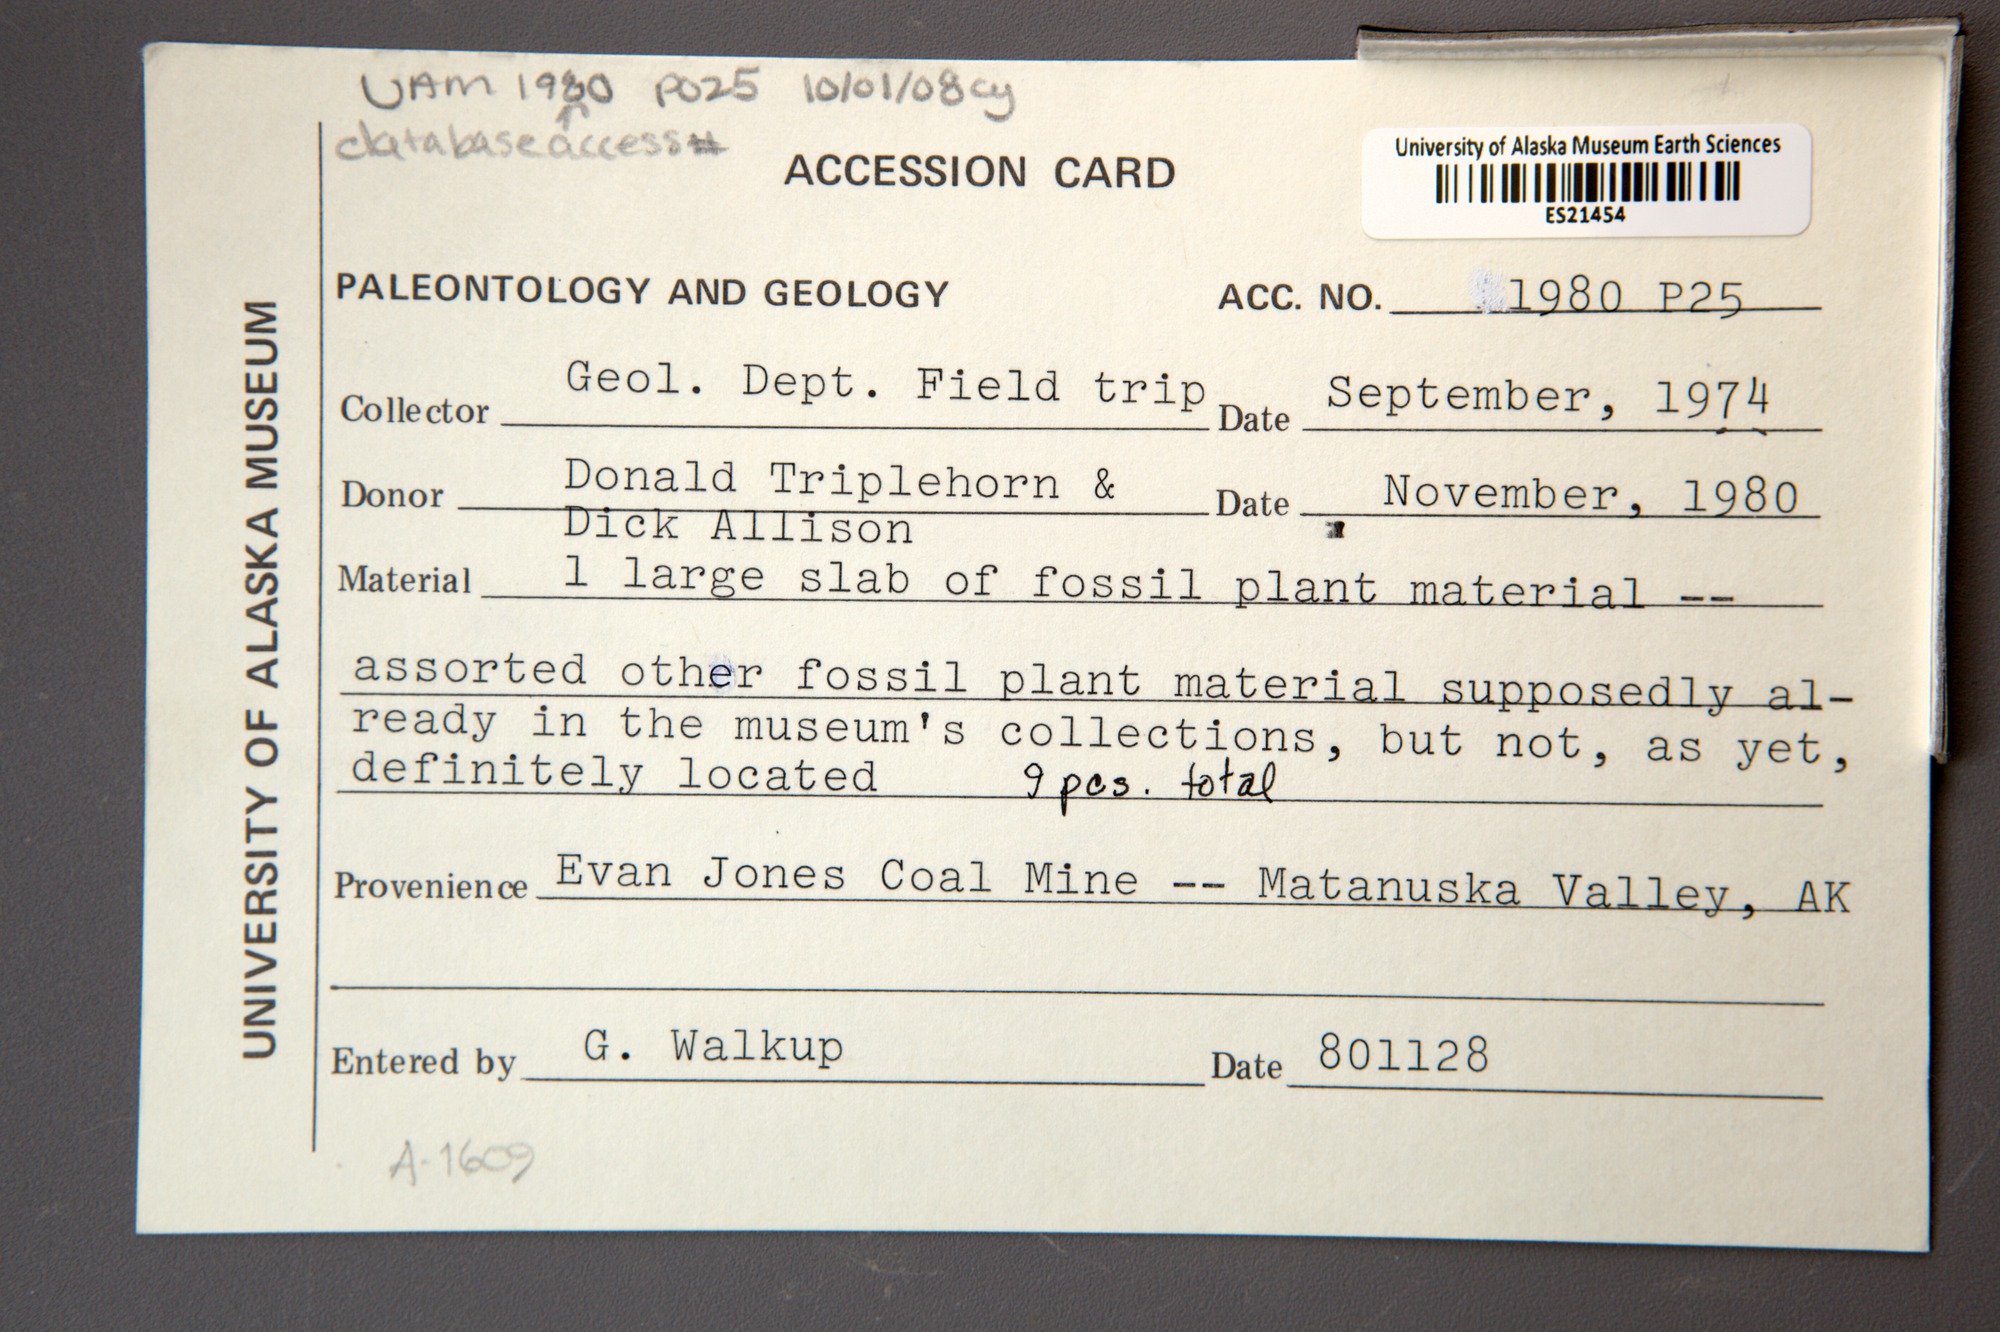 UAM 1980 P025 10/01/08 cy
database access#
ACCESSION CARD
University of Alaska Museum Earth Sciences
ES21454
UNIVERSITY OF ALASKA MUSEUM
PALEONTOLOGY AND GEOLOGY ACC. NO. 1980 P25
Collector Geol. Dept. Field trip Date September, 1974
Donor Donald Triplehorn & Date November, 1980
Dick Allison
Material 1 large slab of fossil plant material --
assorted other fossil plant material supposedly al-
ready in the museum's collections, but not, as yet,
definitely located 9 pcs. total
Provenience Evan Jones Coal Mine -- Matanuska Valley, AK
Entered by G. Walkup Date 801128
A-1609